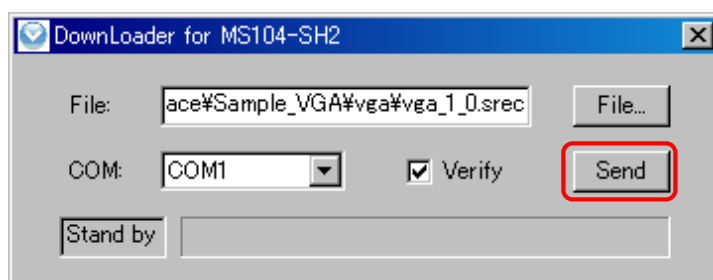 DownLoader for MS104-SH2
File: ace¥Sample_VGA¥vga¥vga_1_0.srec File...
COM: COM1 Verify Send
Stand by